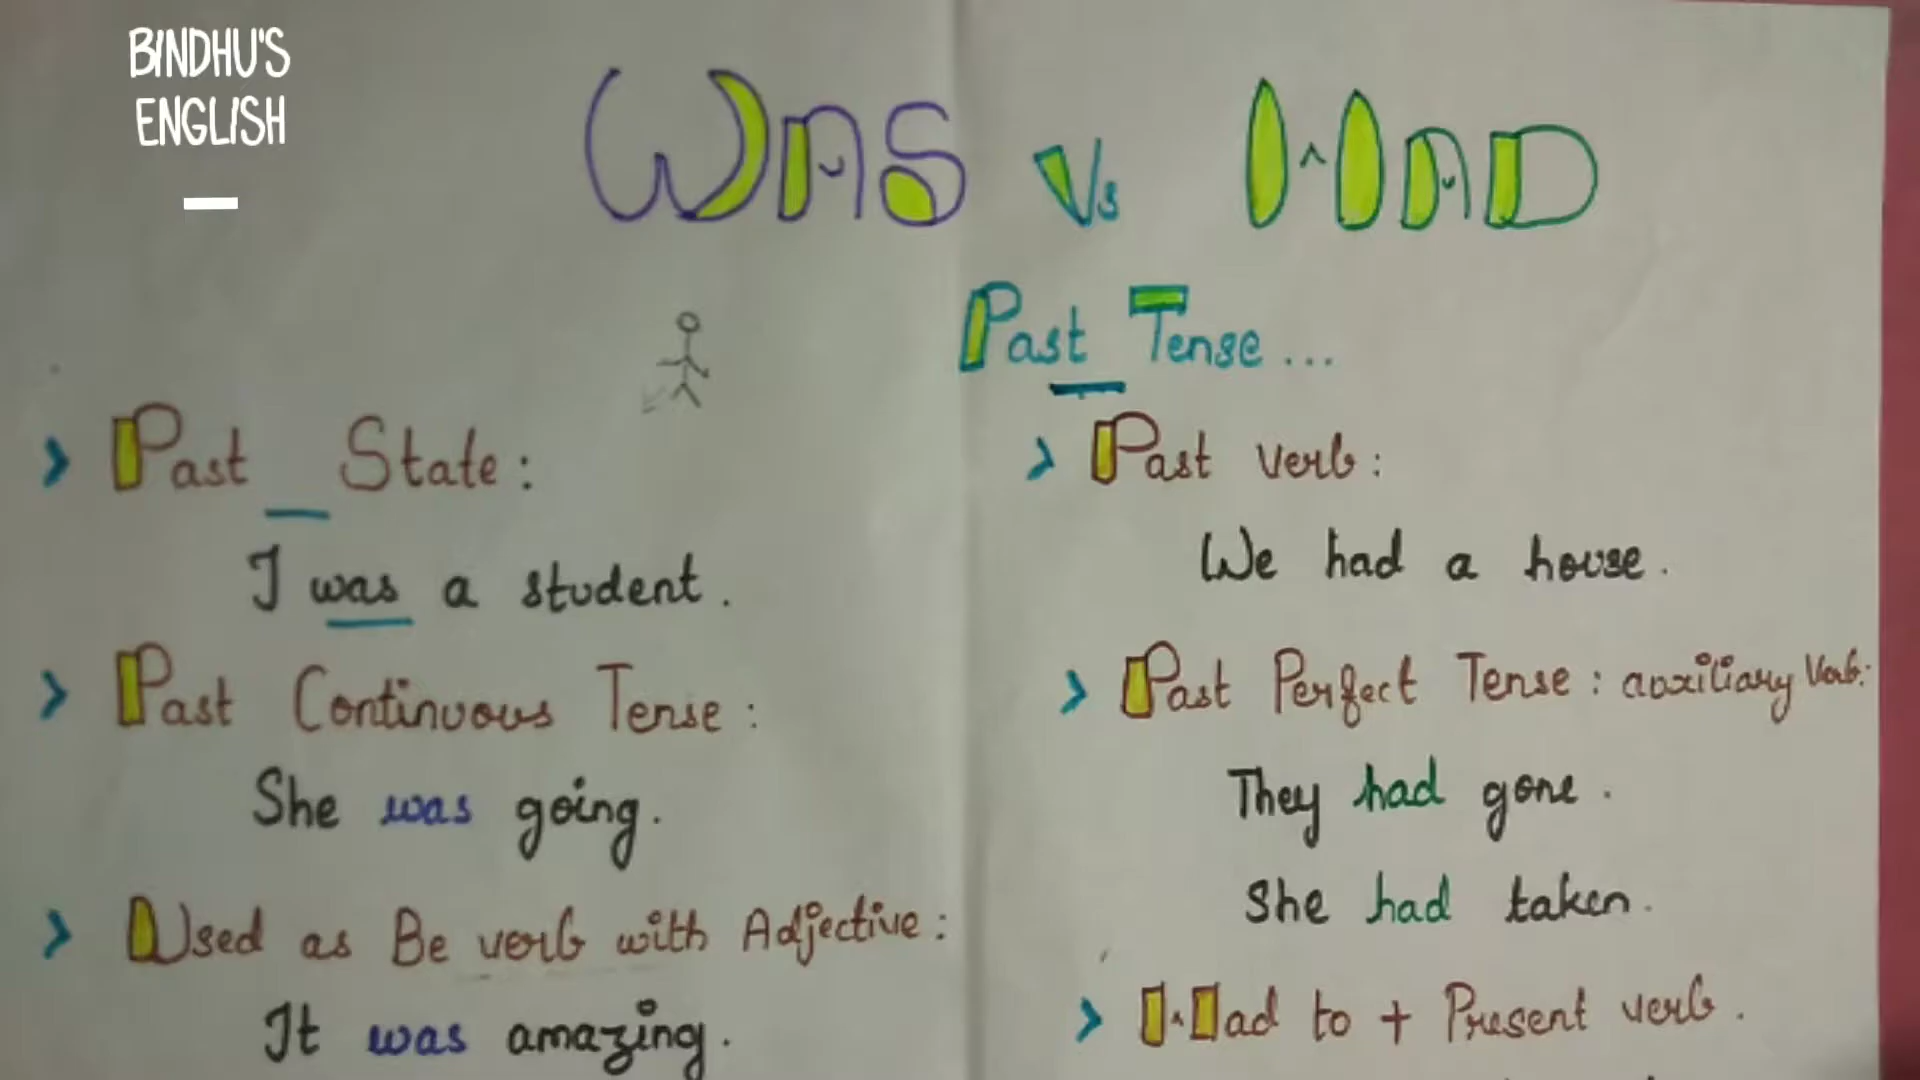 BINDHU'S
ENGLISH
WAS Vs HAD
Past Tense...
Past State:
I was a student.
Past Continuous Tense:
She was going.
Used as Be verb with Adjective:
It was amazing.
Past verb:
We had a house.
Past Perfect Tense: auxiliary Verb:
They had gone.
She had taken.
Had to + Present verb.